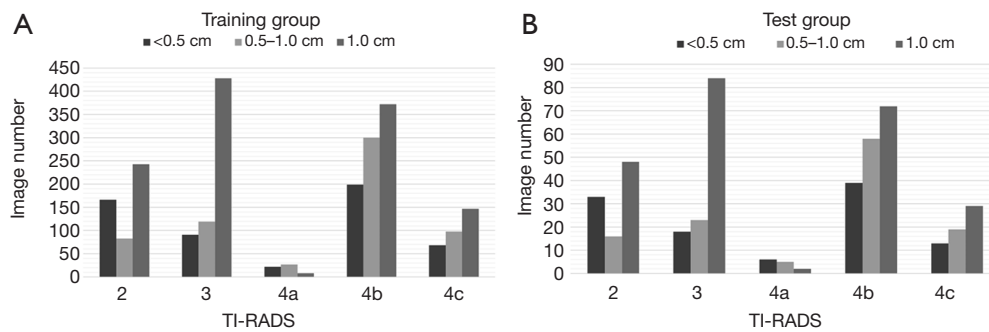 A
Training group
<0.5 cm 0.5–1.0 cm 1.0 cm
Image number
450
400
350
300
250
200
150
100
50
0
2 3 4a 4b 4c
TI-RADS
B
Test group
<0.5 cm 0.5–1.0 cm 1.0 cm
Image number
90
80
70
60
50
40
30
20
10
0
2 3 4a 4b 4c
TI-RADS